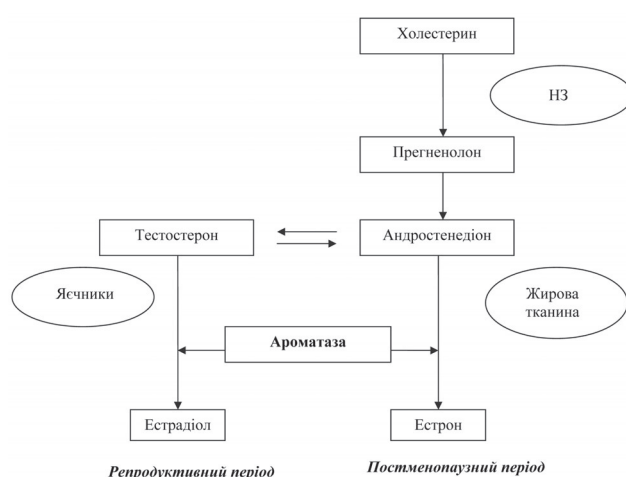 Холестерин
НЗ
Прегненолон
Тестостерон
Андростенедіон
Яєчники
Жирова
тканина
Ароматаза
Естрадіол
Естрон
Репродуктивний період
Постменопаузний період